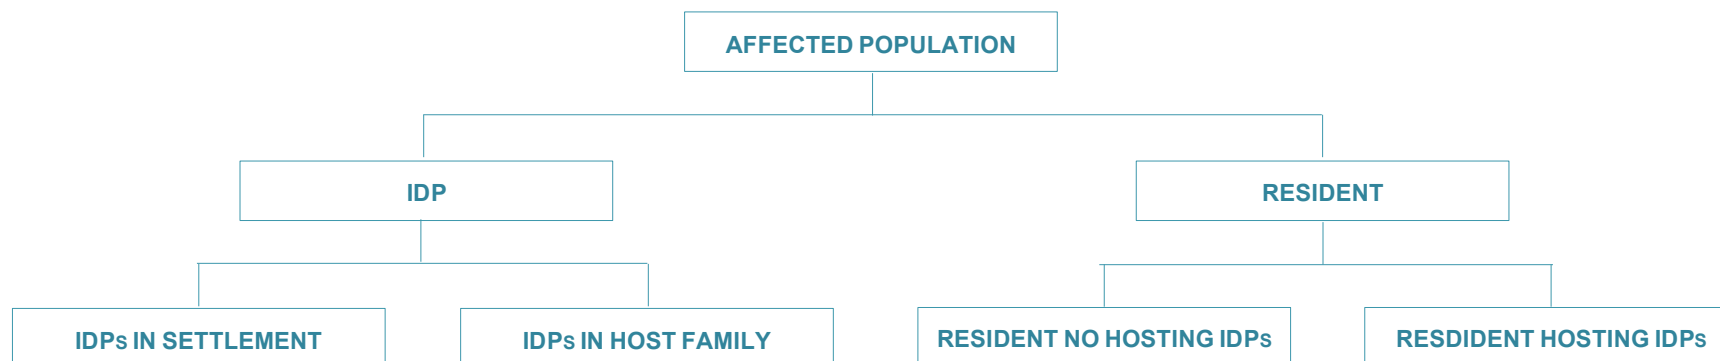 AFFECTED POPULATION
IDP
RESIDENT
IDPs IN SETTLEMENT
IDPs IN HOST FAMILY
RESIDENT NO HOSTING IDPs
RESDIDENT HOSTING IDPs